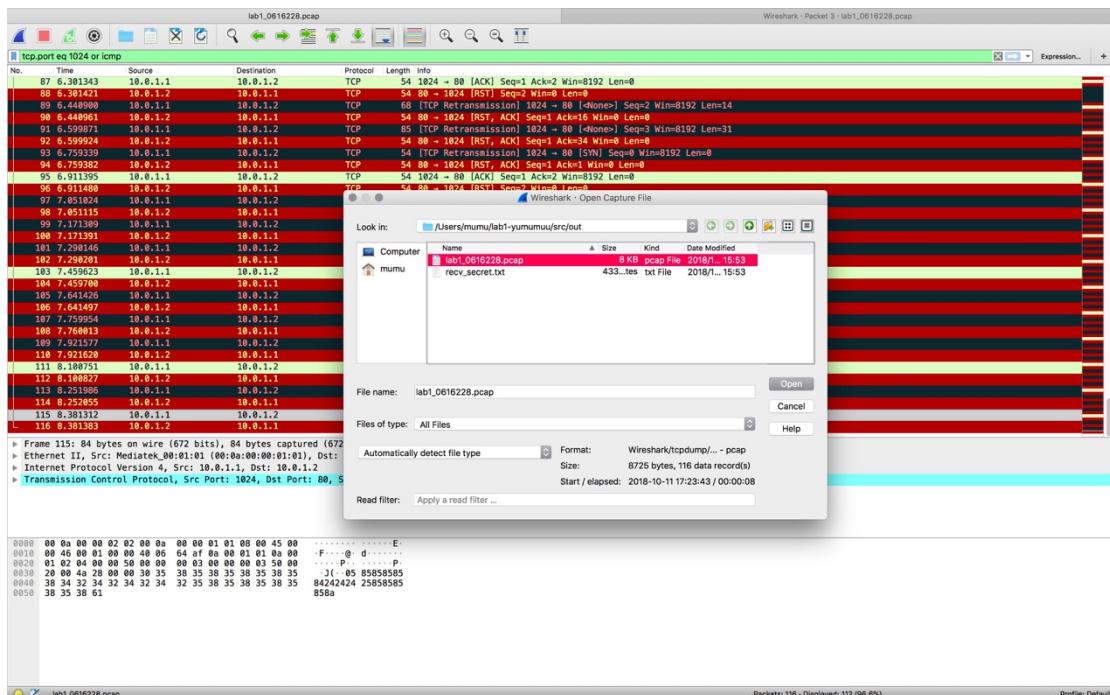 lab1_0616228.pcap
Wireshark · Packet 3 · lab1_0616228.pcap
tcp.port eq 1024 or icmp
Expression...
+
No. Time Source Destination Protocol Length Info
87 6.301343 10.0.1.1 10.0.1.2 TCP 54 1024 → 80 [ACK] Seq=1 Ack=2 Win=8192 Len=0
88 6.301421 10.0.1.2 10.0.1.1 TCP 54 80 → 1024 [RST] Seq=2 Win=0 Len=0
89 6.440900 10.0.1.1 10.0.1.2 TCP 68 [TCP Retransmission] 1024 → 80 [<None>] Seq=2 Win=8192 Len=14
90 6.440961 10.0.1.2 10.0.1.1 TCP 54 80 → 1024 [RST, ACK] Seq=1 Ack=16 Win=0 Len=0
91 6.599871 10.0.1.1 10.0.1.2 TCP 85 [TCP Retransmission] 1024 → 80 [<None>] Seq=3 Win=8192 Len=31
92 6.599924 10.0.1.2 10.0.1.1 TCP 54 80 → 1024 [RST, ACK] Seq=1 Ack=34 Win=0 Len=0
93 6.759339 10.0.1.1 10.0.1.2 TCP 54 [TCP Retransmission] 1024 → 80 [SYN] Seq=0 Win=8192 Len=0
94 6.759382 10.0.1.2 10.0.1.1 TCP 54 80 → 1024 [RST, ACK] Seq=1 Ack=1 Win=0 Len=0
95 6.911395 10.0.1.1 10.0.1.2 TCP 54 1024 → 80 [ACK] Seq=1 Ack=2 Win=8192 Len=0
96 6.911480 10.0.1.2 10.0.1.1 TCP 54 80 → 1024 [RST] Seq=2 Win=0 Len=0
97 7.051024 10.0.1.1 10.0.1.2
98 7.051115 10.0.1.2 10.0.1.1
99 7.171309 10.0.1.1 10.0.1.2
100 7.171391 10.0.1.2 10.0.1.1
101 7.290146 10.0.1.1 10.0.1.2
102 7.290201 10.0.1.2 10.0.1.1
103 7.459623 10.0.1.1 10.0.1.2
104 7.459700 10.0.1.2 10.0.1.1
105 7.641426 10.0.1.1 10.0.1.2
106 7.641497 10.0.1.2 10.0.1.1
107 7.759954 10.0.1.1 10.0.1.2
108 7.760013 10.0.1.2 10.0.1.1
109 7.921577 10.0.1.1 10.0.1.2
110 7.921620 10.0.1.2 10.0.1.1
111 8.100751 10.0.1.1 10.0.1.2
112 8.100827 10.0.1.2 10.0.1.1
113 8.251986 10.0.1.1 10.0.1.2
114 8.252055 10.0.1.2 10.0.1.1
115 8.381312 10.0.1.1 10.0.1.2
116 8.381383 10.0.1.2 10.0.1.1
Wireshark · Open Capture File
Look in: /Users/mumu/lab1-yumumuu/src/out
Computer
mumu
Name Size Kind Date Modified
lab1_0616228.pcap 8 KB pcap File 2018/1... 15:53
recv_secret.txt 433...tes txt File 2018/1... 15:53
File name: lab1_0616228.pcap
Open
Cancel
Files of type: All Files
Help
Automatically detect file type
Format: Wireshark/tcpdump/... - pcap
Size: 8725 bytes, 116 data record(s)
Start / elapsed: 2018-10-11 17:23:43 / 00:00:08
Read filter: Apply a read filter ...
Frame 115: 84 bytes on wire (672 bits), 84 bytes captured (672
Ethernet II, Src: Mediatek_00:01:01 (00:0a:00:00:01:01), Dst:
Internet Protocol Version 4, Src: 10.0.1.1, Dst: 10.0.1.2
Transmission Control Protocol, Src Port: 1024, Dst Port: 80, S
0000 00 0a 00 00 02 02 00 0a 00 00 01 01 08 00 45 00 ········ ······E·
0010 00 46 00 01 00 00 40 06 64 af 0a 00 01 01 0a 00 ·F····@· d·······
0020 01 02 04 00 00 50 00 00 00 03 00 00 00 03 50 00 ·····P·· ······P·
0030 20 00 4a 28 00 00 30 35 38 35 38 35 38 35 38 35 ·J(··05 85858585
0040 38 34 32 34 32 34 32 34 32 35 38 35 38 35 38 35 84242424 25858585
0050 38 35 38 61 858a
lab1_0616228.pcap
Packets: 116 · Displayed: 112 (96.6%)
Profile: Default